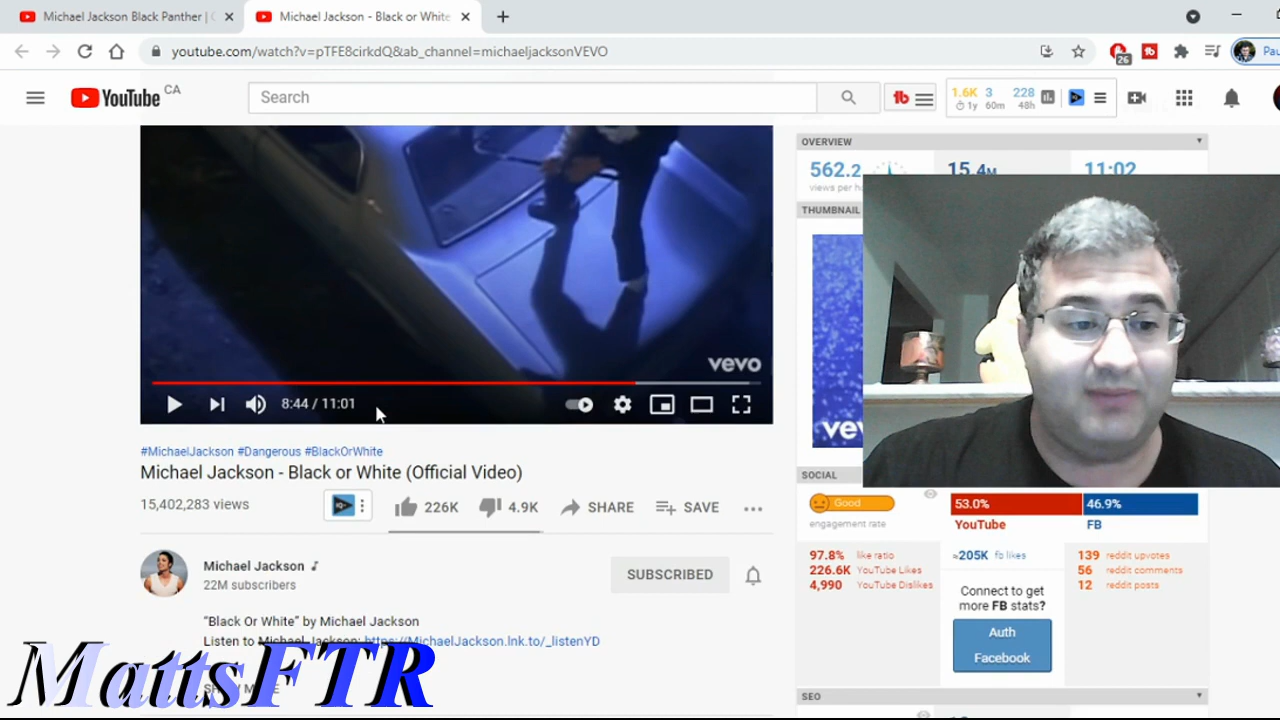 Michael Jackson Black Panther |
Michael Jackson - Black or White
youtube.com/watch?v=pTFE8cirkdQ&ab_channel=michaeljacksonVEVO
26
Pau
YouTube CA
Search
tb
1.6K 3 228
1y 60m 48h
OVERVIEW
562.2 15.4M 11:02
views per h
THUMBNAIL
vevo
8:44 / 11:01
vev
#MichaelJackson #Dangerous #BlackOrWhite
Michael Jackson - Black or White (Official Video)
15,402,283 views
226K 4.9K SHARE SAVE
SOCIAL
Good
engagement rate
53.0% 46.9%
YouTube FB
97.8% like ratio
226.6K YouTube Likes
4,990 YouTube Dislikes
≈205K fb likes
Connect to get
more FB stats?
Auth
Facebook
139 reddit upvotes
56 reddit comments
12 reddit posts
Michael Jackson
22M subscribers
SUBSCRIBED
"Black Or White" by Michael Jackson
Listen to Michael Jackson: https://MichaelJackson.lnk.to/_listenYD
MattsFTR
SEO